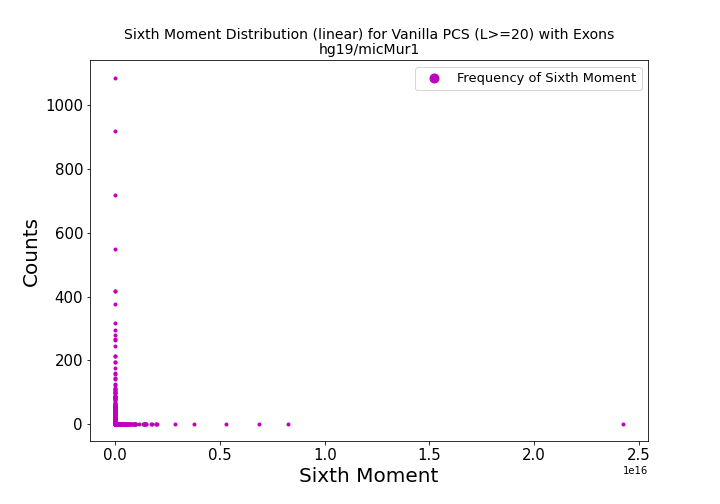 Sixth Moment Distribution (linear) for Vanilla PCS (L>=20) with Exons
hg19/micMur1
Frequency of Sixth Moment
1000
800
600
400
200
0
Counts
0.0 0.5 1.0 1.5 2.0 2.5
1e16
Sixth Moment